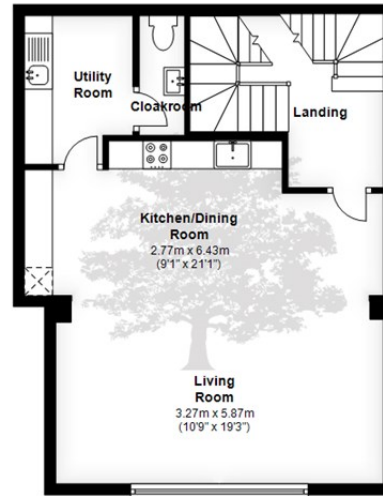 Utility
Room
Cloakroom
Landing
Kitchen/Dining
Room
2.77m x 6.43m
(9'1" x 21'1")
Living
Room
3.27m x 5.87m
(10'9" x 19'3")